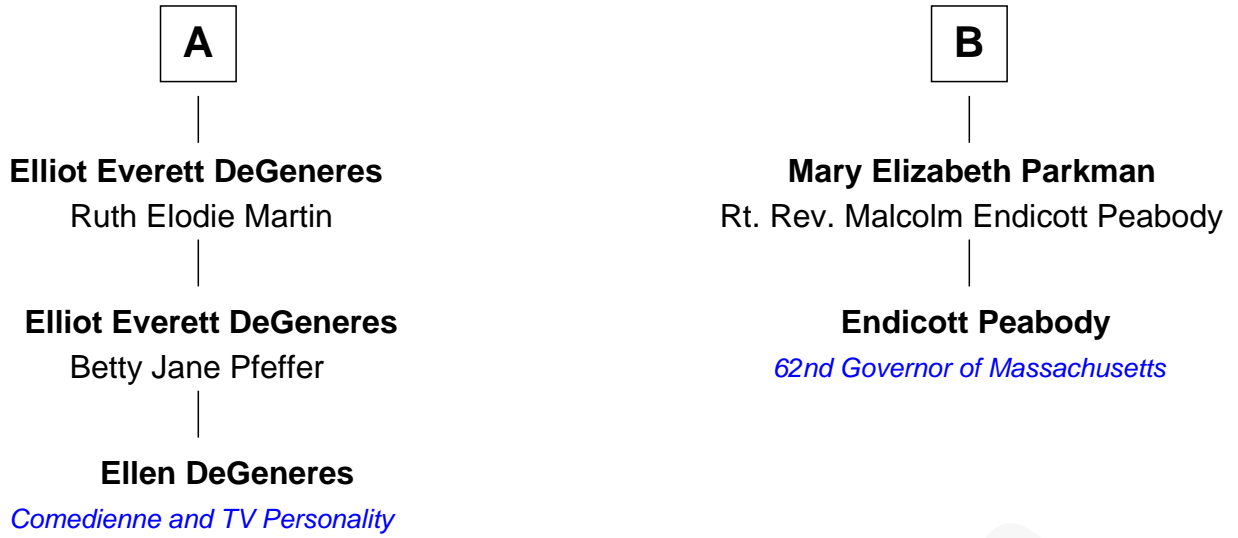 A
B
Elliot Everett DeGeneres
Mary Elizabeth Parkman
Ruth Elodie Martin
Rt. Rev. Malcolm Endicott Peabody
Elliot Everett DeGeneres
Endicott Peabody
Betty Jane Pfeffer
62nd Governor of Massachusetts
Ellen DeGeneres
Comedienne and TV Personality